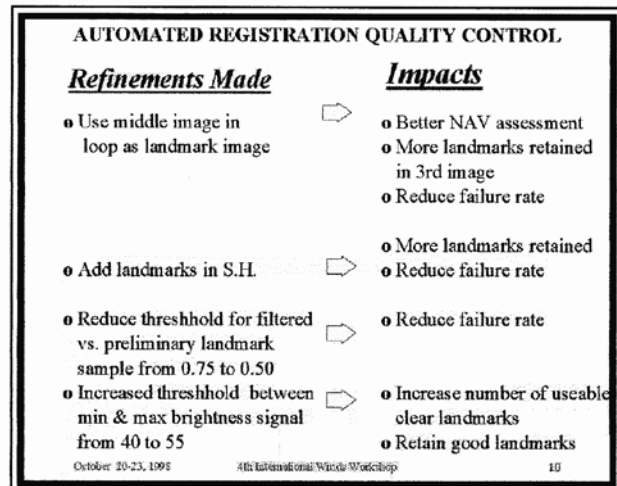 AUTOMATED REGISTRATION QUALITY CONTROL
Refinements Made
Impacts
o Use middle image in
loop as landmark image
o Better NAV assessment
o More landmarks retained
in 3rd image
o Reduce failure rate
o Add landmarks in S.H.
o More landmarks retained
o Reduce failure rate
o Reduce threshhold for filtered
vs. preliminary landmark
sample from 0.75 to 0.50
o Reduce failure rate
o Increased threshhold between
min & max brightness signal
from 40 to 55
o Increase number of useable
clear landmarks
o Retain good landmarks
October 20-23, 1998
4th International Winds Workshop
10